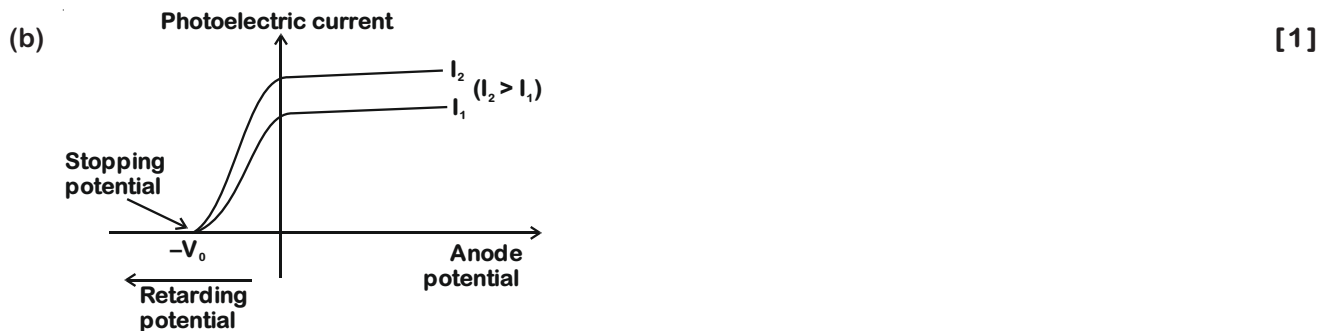 Photoelectric current
(b)
[1]
I₂
(I₂ > I₁)
I₁
Stopping
potential
–V₀
Anode
potential
Retarding
potential